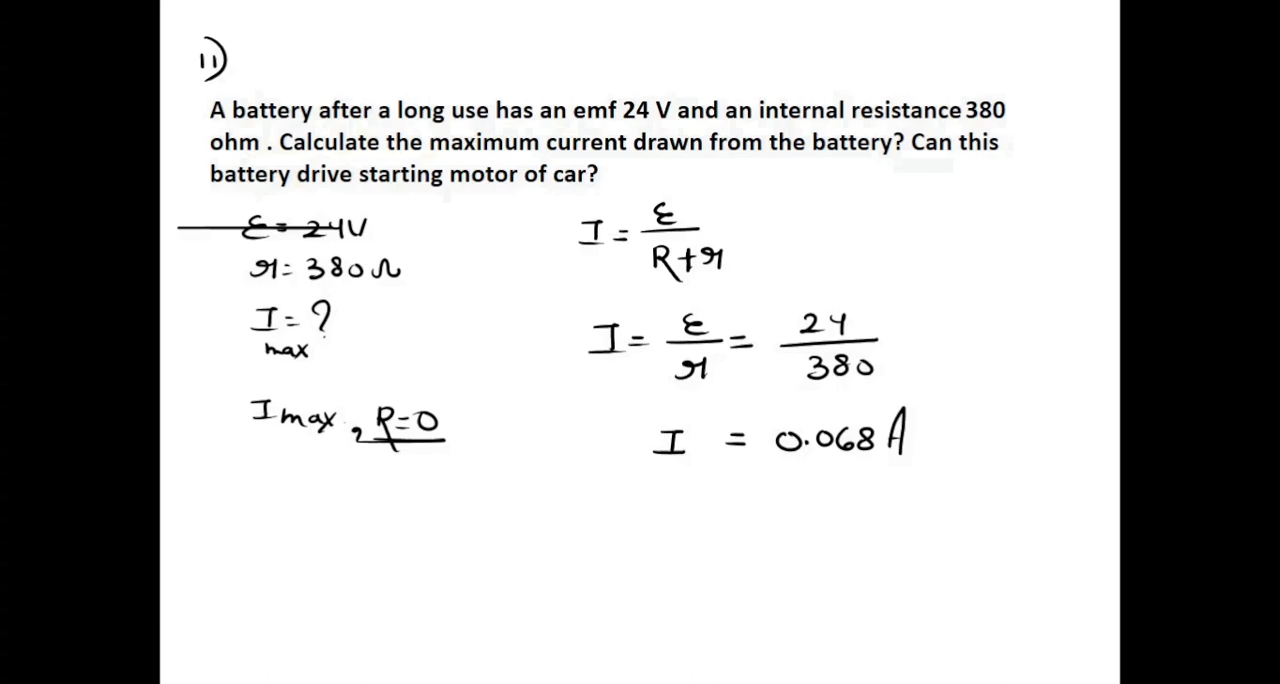 11)
A battery after a long use has an emf 24 V and an internal resistance 380
ohm . Calculate the maximum current drawn from the battery? Can this
battery drive starting motor of car?
ε = 24V
r = 380 Ω
I = ?
max
I max , R=0
I = ε / R+r
I = ε / r = 24 / 380
I = 0.068 A